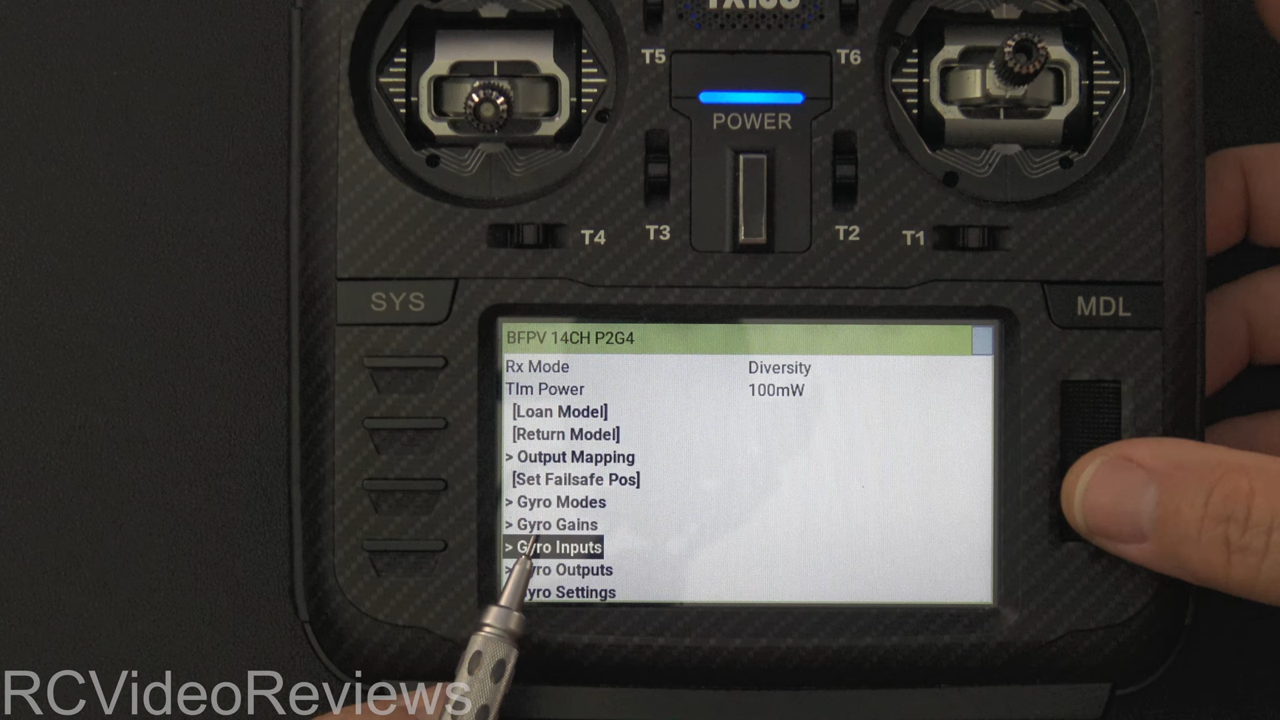 T5
T6
POWER
T4
T3
T2
T1
SYS
MDL
BFPV 14CH P2G4
Rx Mode Diversity
Tlm Power 100mW
[Loan Model]
[Return Model]
> Output Mapping
[Set Failsafe Pos]
> Gyro Modes
> Gyro Gains
> Gyro Inputs
> Gyro Outputs
Gyro Settings
RCVideoReviews